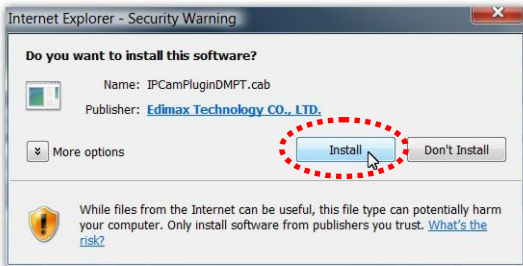 Internet Explorer - Security Warning
Do you want to install this software?
Name: IPCamPluginDMPT.cab
Publisher: Edimax Technology CO., LTD.
More options
Install
Don't Install
While files from the Internet can be useful, this file type can potentially harm
your computer. Only install software from publishers you trust. What's the
risk?